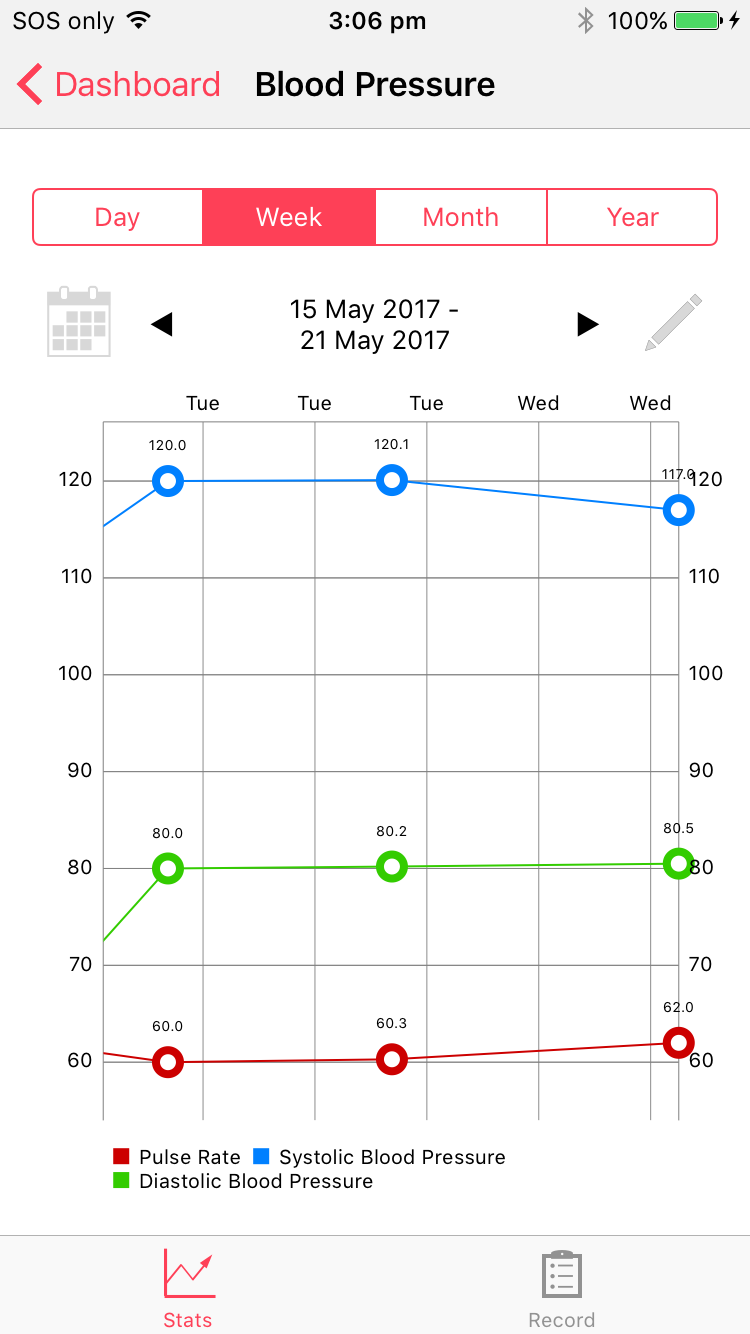 SOS only 3:06 pm 100%
Dashboard Blood Pressure
Day Week Month Year
15 May 2017 -
21 May 2017
Tue Tue Tue Wed Wed
120.0 120.1
117.0
120 120
110 110
100 100
90 90
80.0 80.2 80.5
80 80
70 70
60.0 60.3 62.0
60 60
Pulse Rate Systolic Blood Pressure
Diastolic Blood Pressure
Stats Record